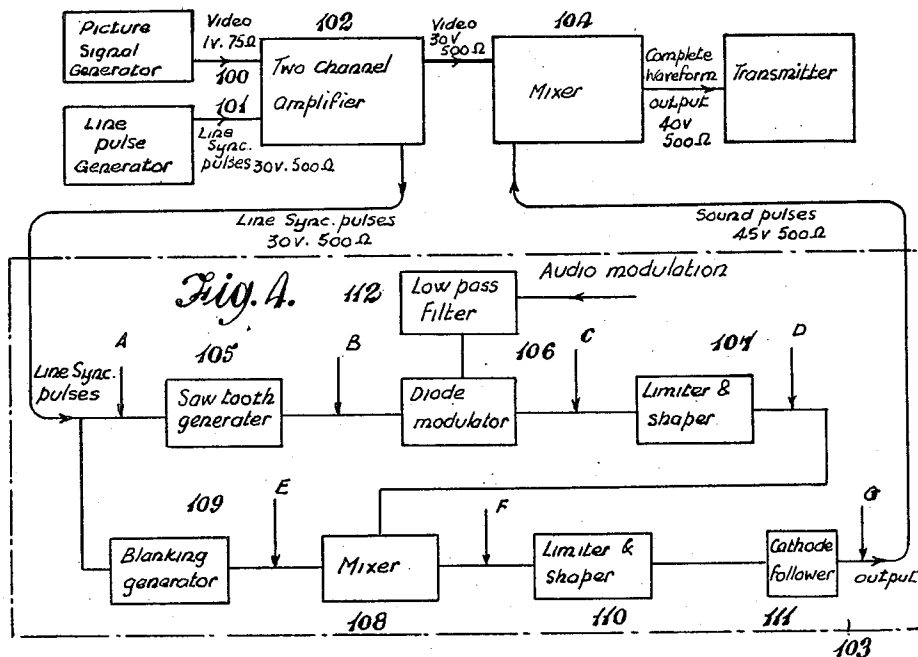 Picture
Signal
Generator
Video
1v. 75Ω
100
101
Line
pulse
Generator
Line
Sync.
pulses 30v. 500Ω
102
Two Channel
amplifier
Video
30v
500Ω
104
Mixer
Complete
Waveform
output
40v
500Ω
Transmitter
Line Sync. pulses
30v. 500Ω
Sound pulses
45v 500Ω
Fig. 4.
112
Low pass
Filter
Audio modulation
Line Sync.
pulses
A
105
Saw tooth
generater
B
Diode
modulator
106
C
107
Limiter &
shaper
D
109
Blanking
generator
E
Mixer
108
F
Limiter &
shaper
110
Cathode
follower
111
G
output
103